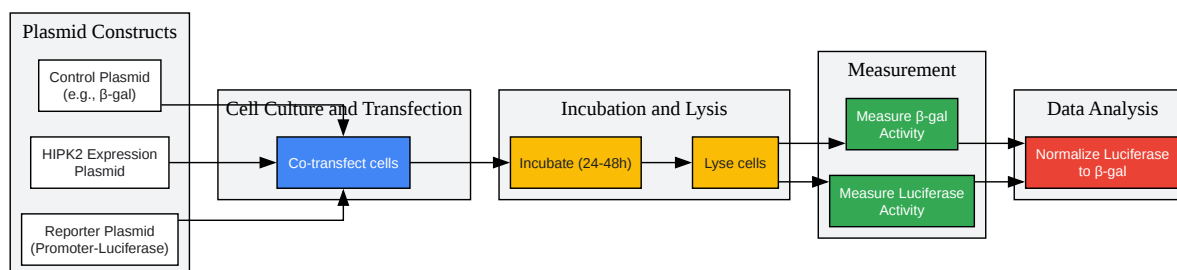 Plasmid Constructs
Control Plasmid
(e.g., β-gal)
HIPK2 Expression
Plasmid
Reporter Plasmid
(Promoter-Luciferase)
Cell Culture and Transfection
Co-transfect cells
Incubation and Lysis
Incubate (24-48h)
Lyse cells
Measurement
Measure β-gal
Activity
Measure Luciferase
Activity
Data Analysis
Normalize Luciferase
to β-gal